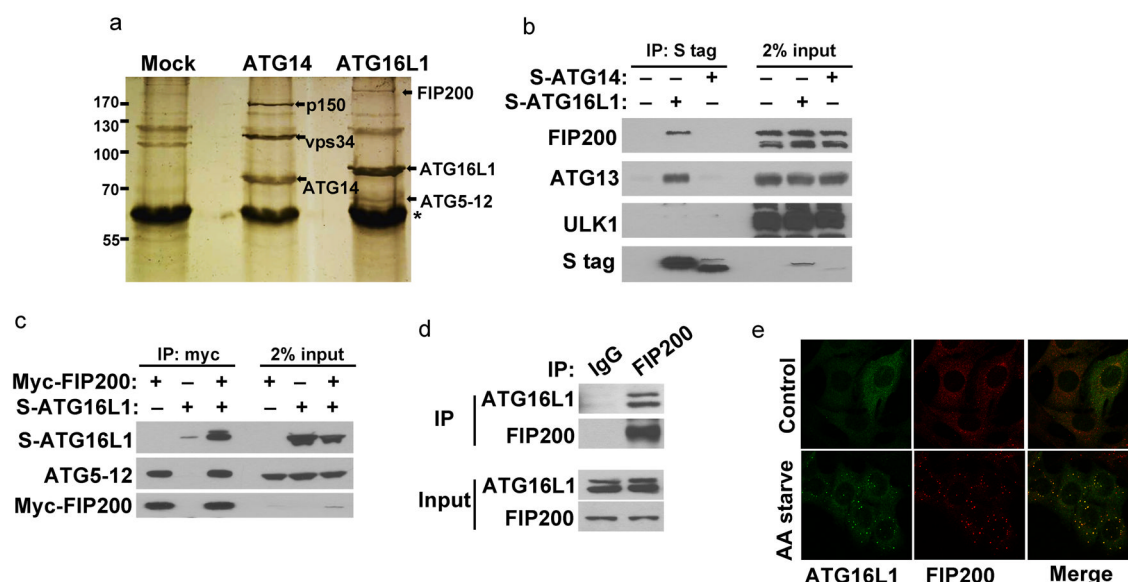 a
Mock ATG14 ATG16L1
170
130
100
70
55
p150
vps34
ATG14
FIP200
ATG16L1
ATG5-12
*
b
IP: S tag 2% input
S-ATG14: – – + – – +
S-ATG16L1: – + – – + –
FIP200
ATG13
ULK1
S tag
c
IP: myc 2% input
Myc-FIP200: + – + + – +
S-ATG16L1: – + + – + +
S-ATG16L1
ATG5-12
Myc-FIP200
d
IP: IgG FIP200
IP
ATG16L1
FIP200
Input
ATG16L1
FIP200
e
Control
AA starve
ATG16L1 FIP200 Merge